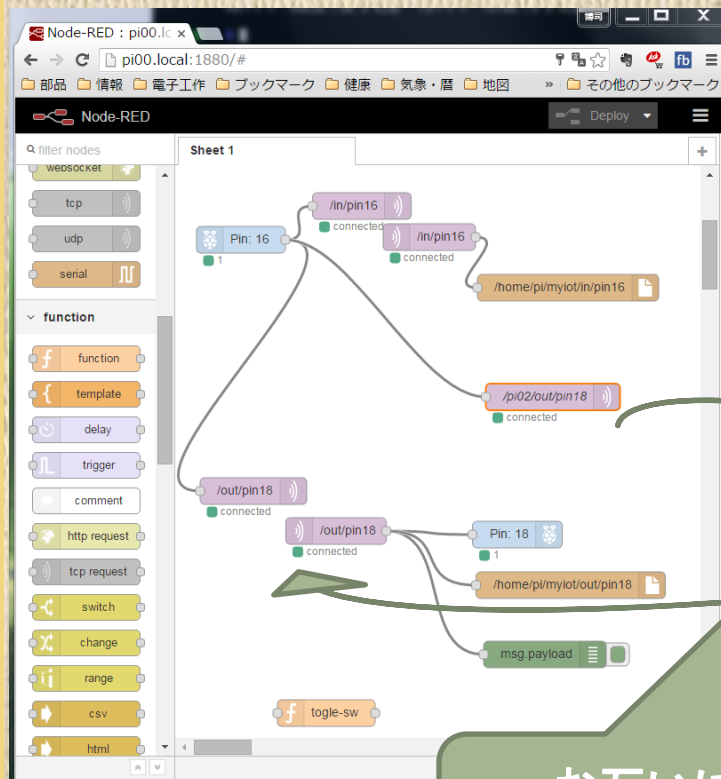 博司
Node-RED : pi00.lc
pi00.local:1880/#
部品 情報 電子工作 ブックマーク 健康 気象・暦 地図 » その他のブックマーク
Node-RED
Deploy
filter nodes
Sheet 1
websocket
tcp
udp
serial
function
function
template
delay
trigger
comment
http request
tcp request
switch
change
range
csv
html
/in/pin16
connected
Pin: 16
1
/in/pin16
connected
/home/pi/myiot/in/pin16
/pi02/out/pin18
connected
/out/pin18
connected
/out/pin18
connected
Pin: 18
1
/home/pi/myiot/out/pin18
msg.payload
togle-sw